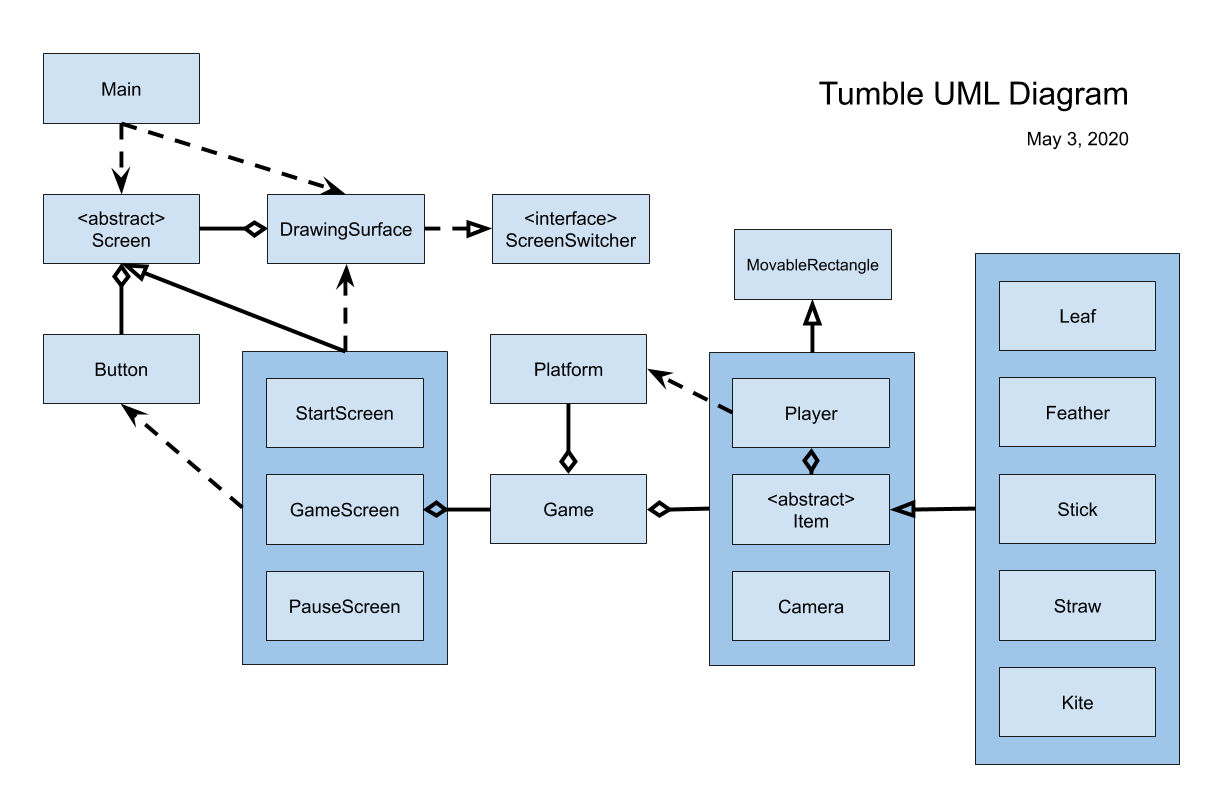 Tumble UML Diagram
May 3, 2020
Main
<abstract>
Screen
DrawingSurface
<interface>
ScreenSwitcher
MovableRectangle
Button
StartScreen
GameScreen
PauseScreen
Platform
Game
Player
<abstract>
Item
Camera
Leaf
Feather
Stick
Straw
Kite